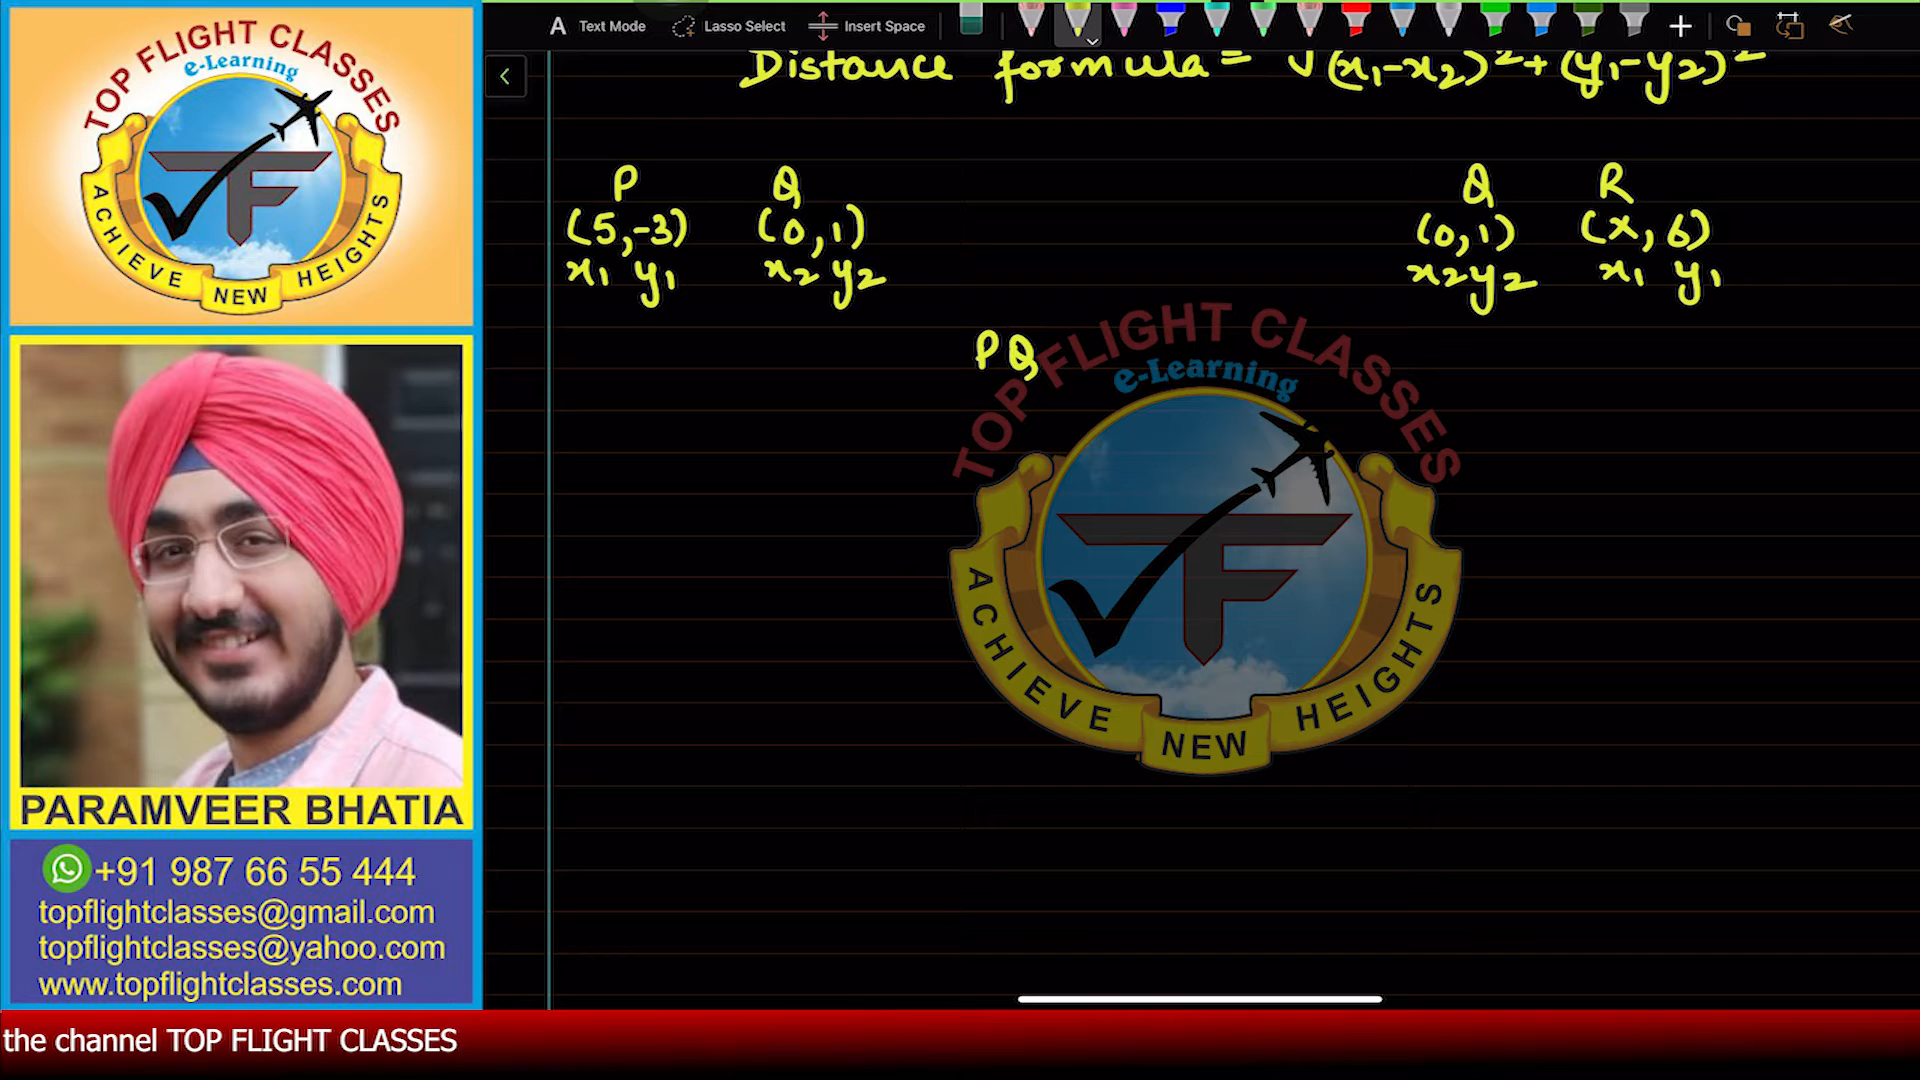 TOP FLIGHT CLASSES
e-Learning
TF
ACHIEVE NEW HEIGHTS
PARAMVEER BHATIA
+91 987 66 55 444
topflightclasses@gmail.com
topflightclasses@yahoo.com
www.topflightclasses.com
the channel TOP FLIGHT CLASSES
A Text Mode Lasso Select Insert Space
Distance formula = √(x₁-x₂)²+(y₁-y₂)²
P Q Q R
(5,-3) (0,1) (0,1) (x,6)
x₁ y₁ x₂ y₂ x₂ y₂ x₁ y₁
PQ
TOP FLIGHT CLASSES
e-Learning
TF
ACHIEVE NEW HEIGHTS